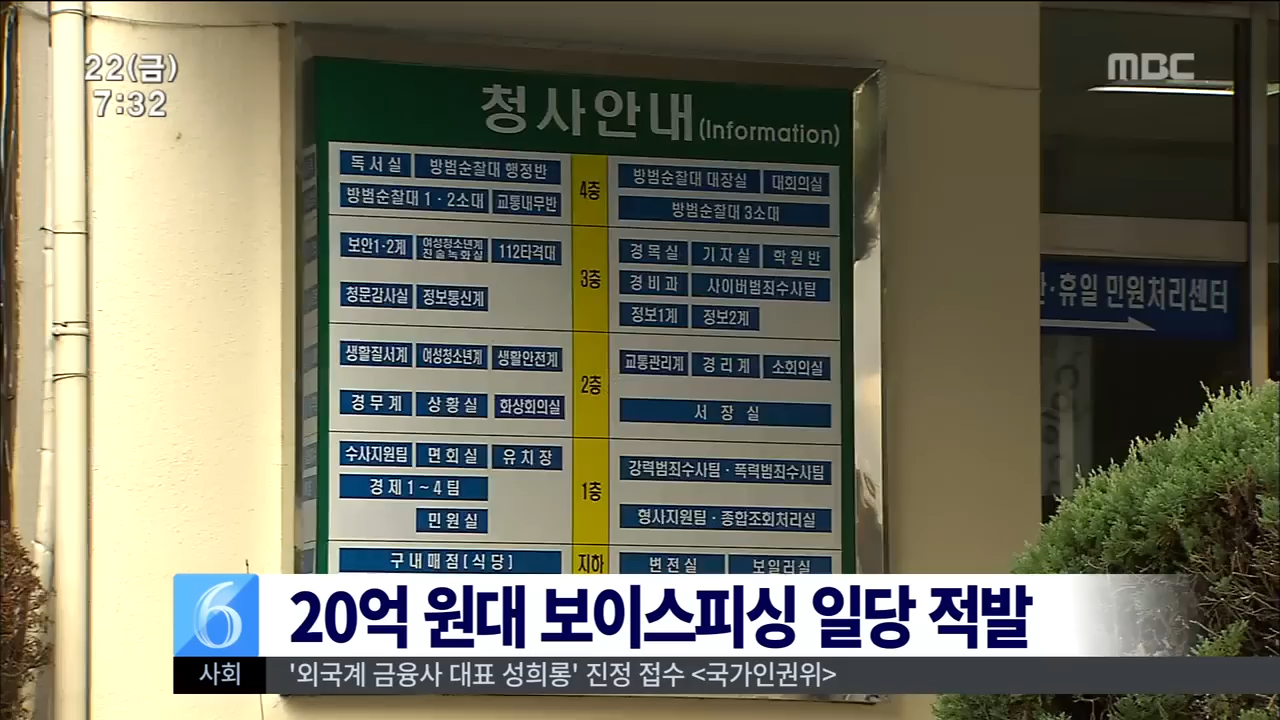 22(금)
7:32
MBC
청사안내(Information)
독서실 방범순찰대 행정반
방범순찰대 1·2소대 교통내무반
4층
방범순찰대 대장실 대회의실
방범순찰대 3소대
보안1·2계 여성청소년계 진술녹화실 112타격대
청문감사실 정보통신계
3층
경목실 기자실 학원반
경비과 사이버범죄수사팀
정보1계 정보2계
생활질서계 여성청소년계 생활안전계
경무계 상황실 화상회의실
2층
교통관리계 경리계 소회의실
서장실
수사지원팀 면회실 유치장
경제1~4팀
민원실
1층
강력범죄수사팀·폭력범죄수사팀
형사지원팀·종합조회처리실
구내매점(식당)
지하
변전실 보일러실
·휴일 민원처리센터
6 20억 원대 보이스피싱 일당 적발
사회 '외국계 금융사 대표 성희롱' 진정 접수 <국가인권위>